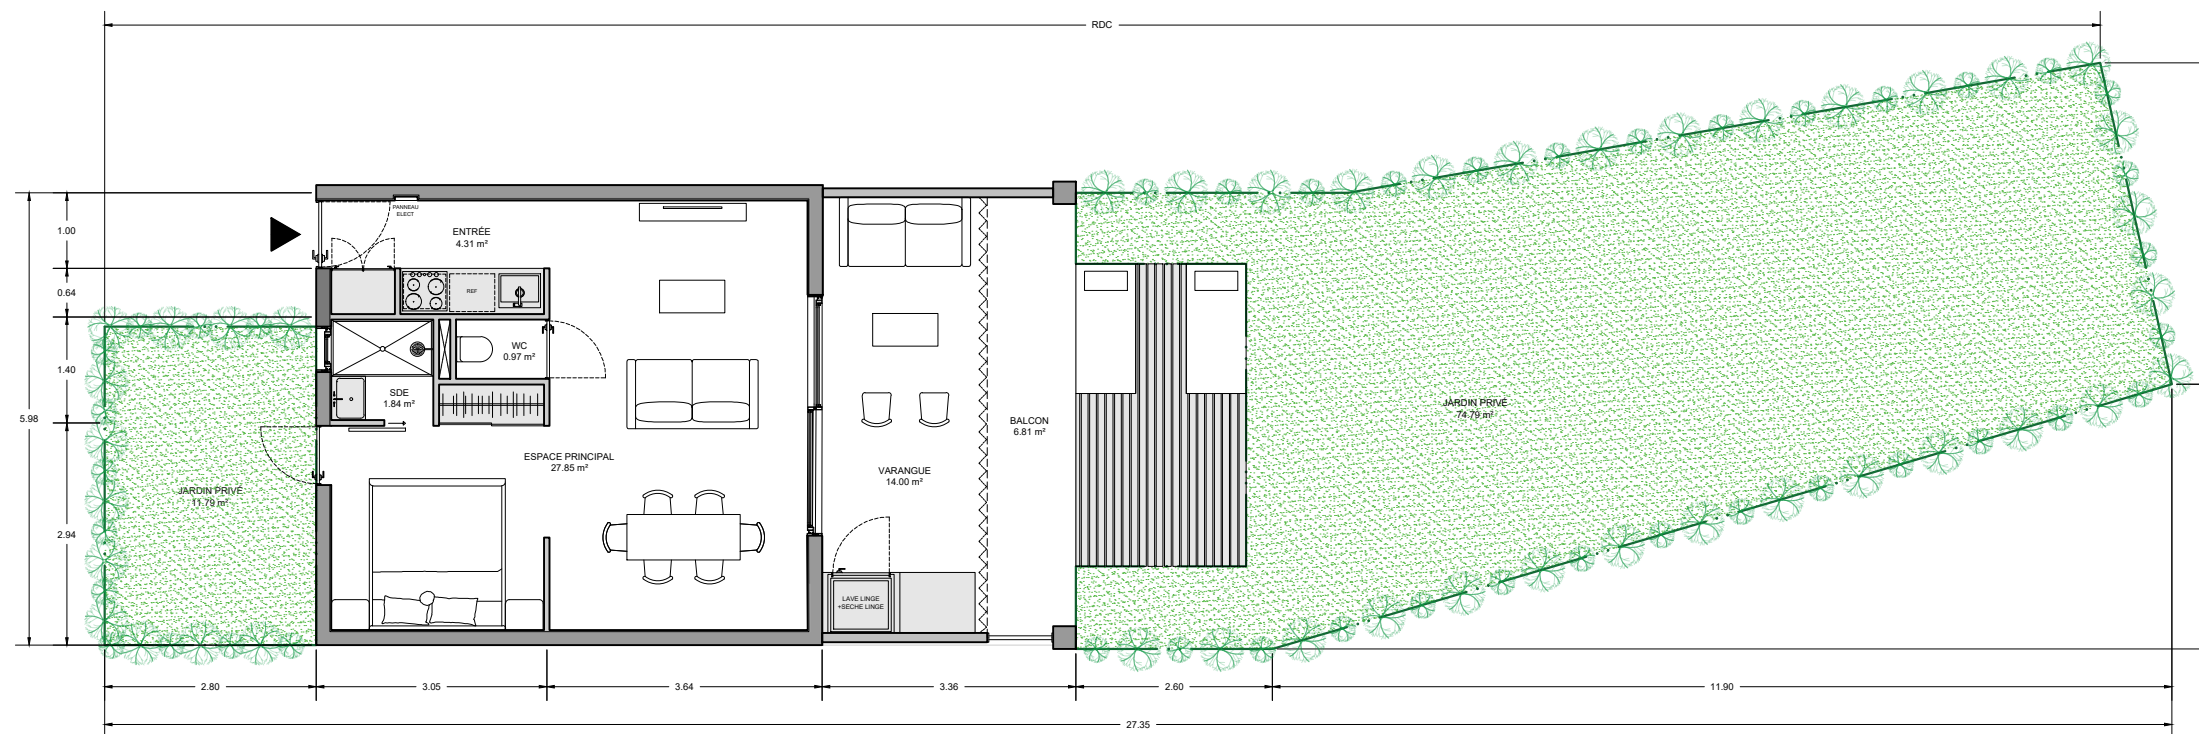 RDC
PANNEAU
ELECT
ENTRÉE
4.31 m²
1.00
0.64
REF
1.40
WC
0.97 m²
SDE
1.84 m²
5.98
JARDIN PRIVÉ
74.79 m²
BALCON
6.81 m²
ESPACE PRINCIPAL
27.85 m²
VARANGUE
14.00 m²
JARDIN PRIVÉ
11.79 m²
2.94
LAVE LINGE
+SECHE LINGE
2.80
3.05
3.64
3.36
2.60
11.90
27.35